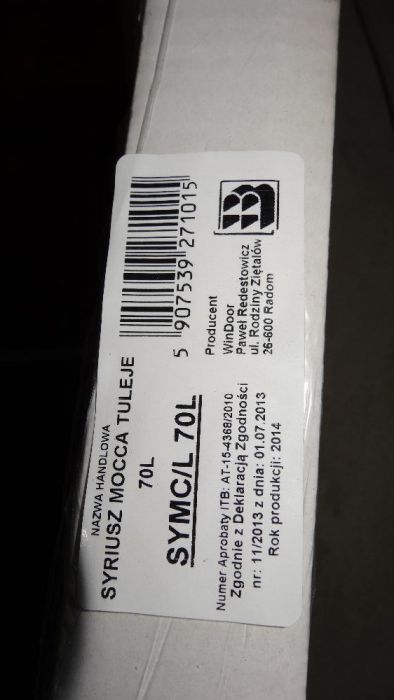 NAZWA HANDLOWA
SYRIUSZ MOCCA TULEJE
70L
SYMC/L 70L
Numer Aprobaty ITB: AT-15-4368/2010
Zgodnie z Deklaracją Zgodności
nr: 11/2013 z dnia: 01.07.2013
Rok produkcji: 2014
5 907539 271015
Producent
WinDoor
Paweł Redestowicz
ul. Rodziny Ziętalów
26-600 Radom
B